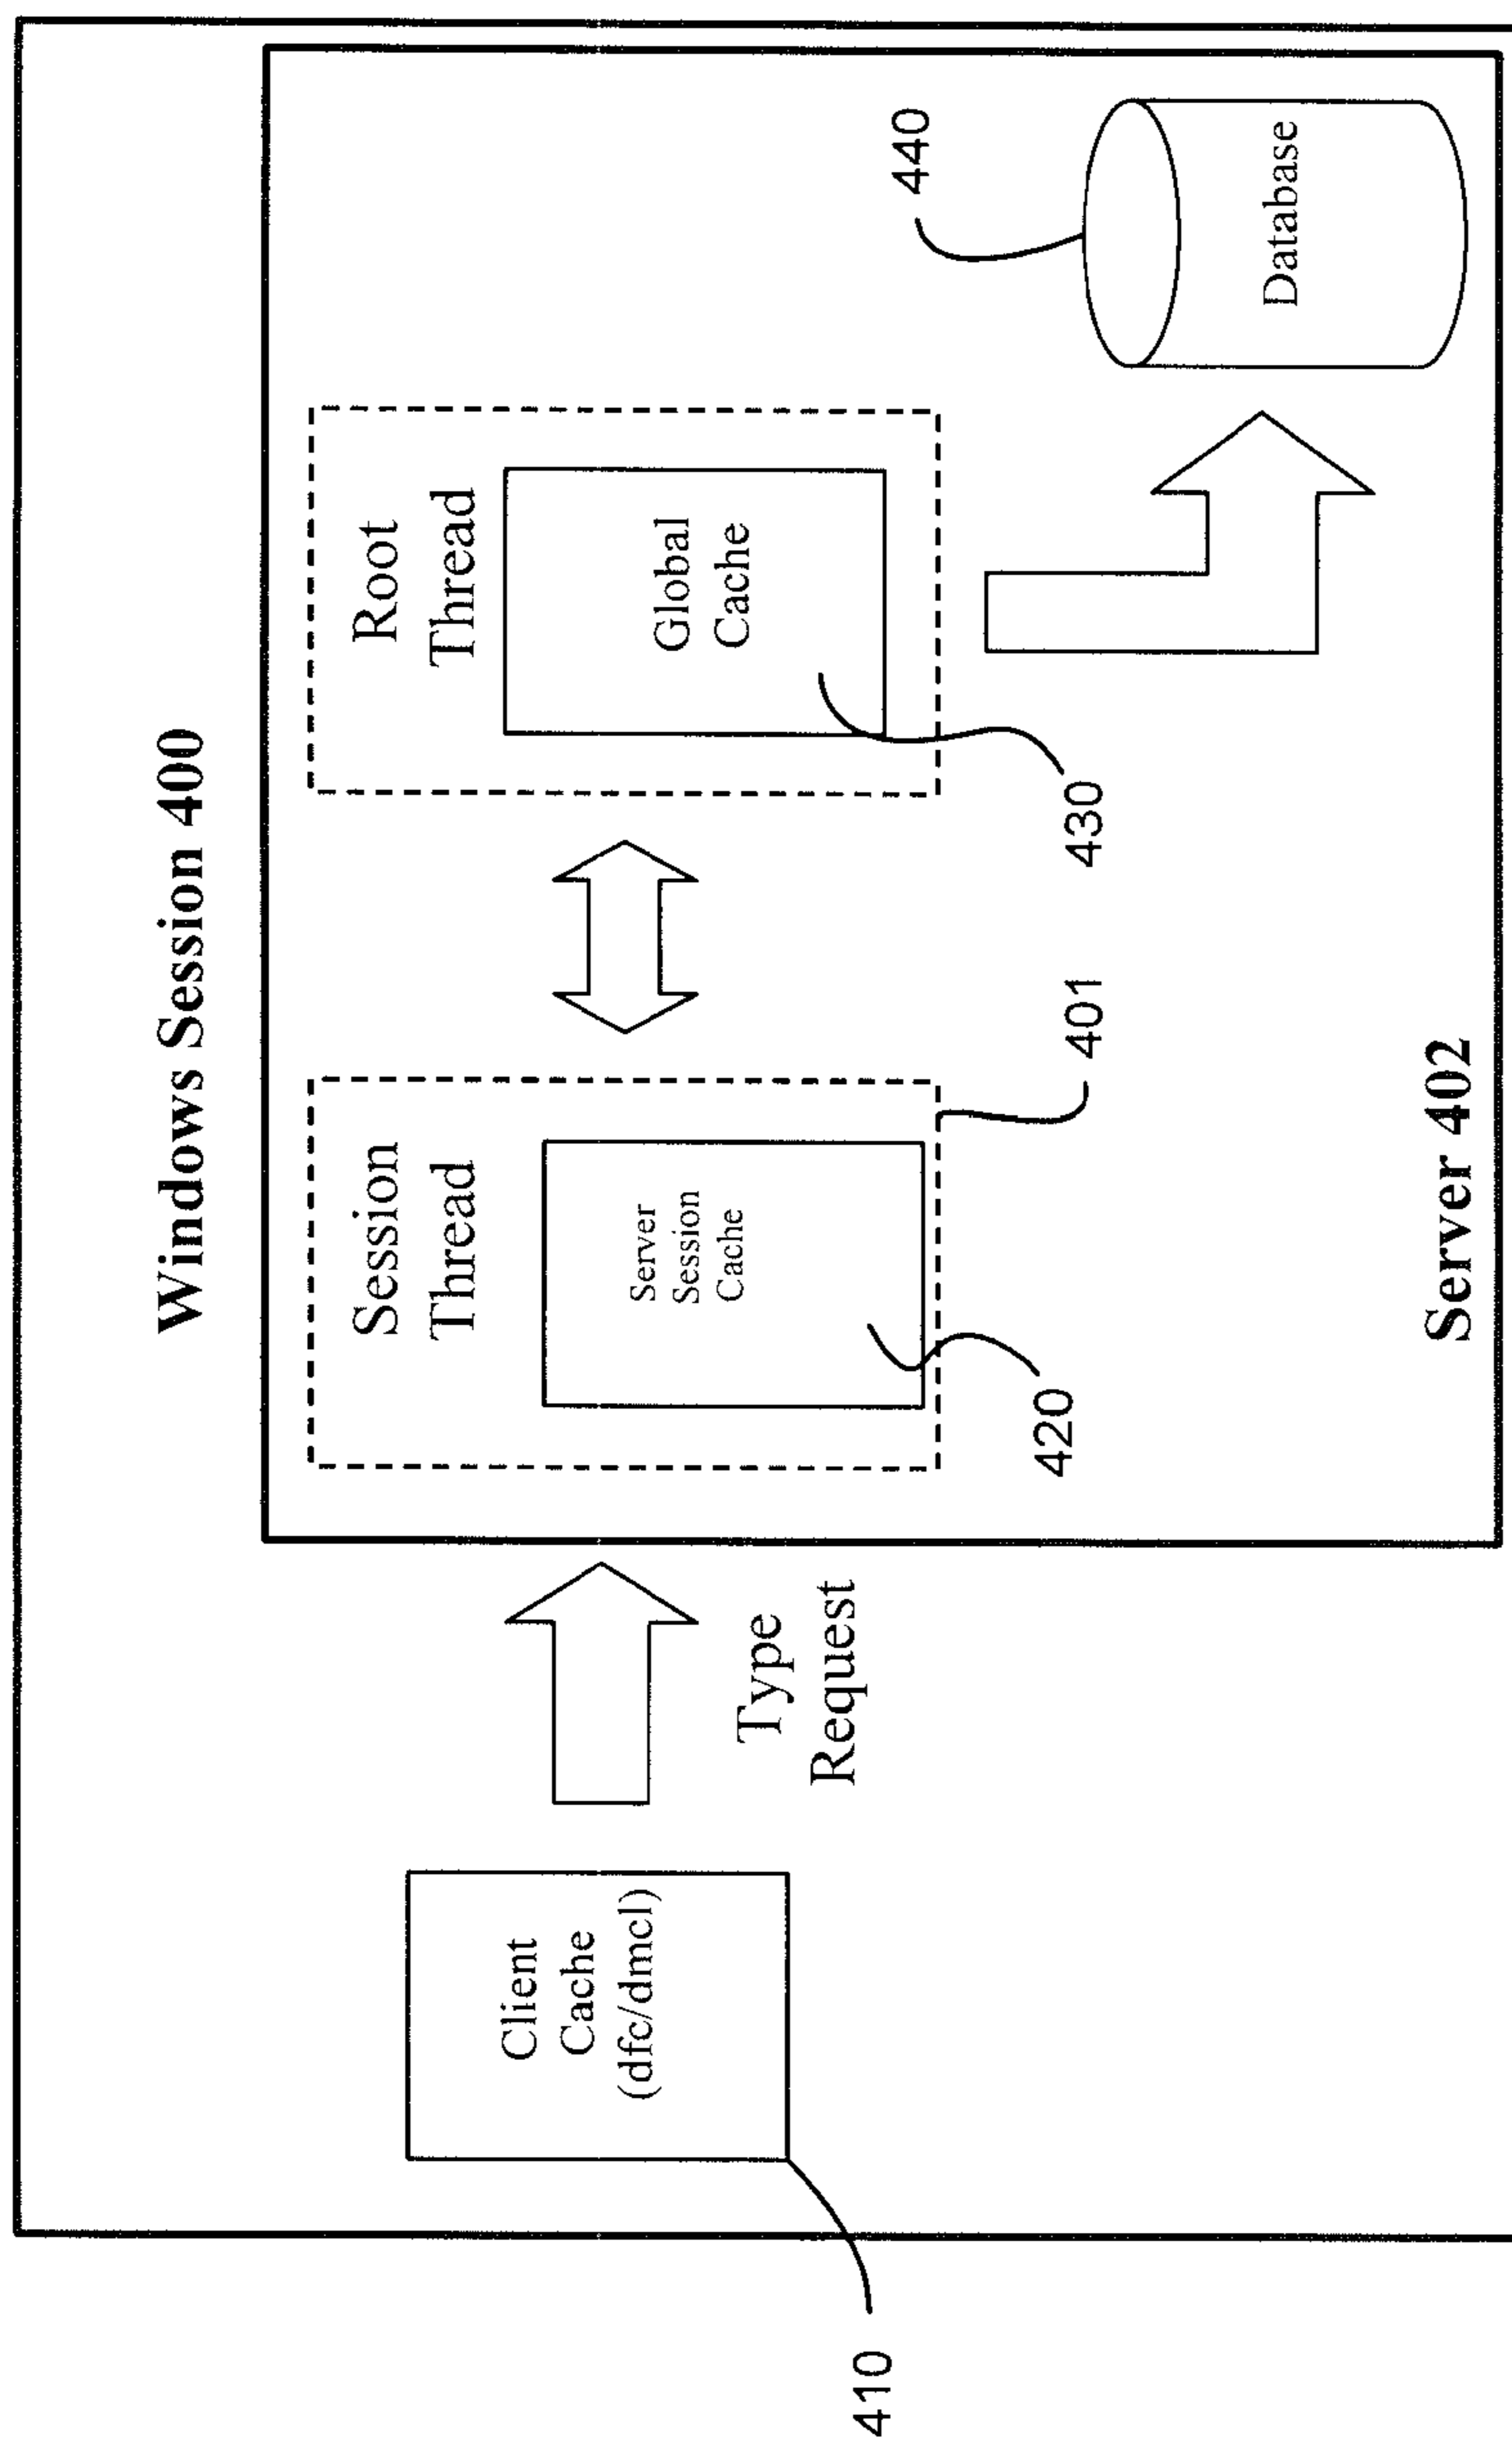 Windows Session 400
Session
Thread
Root
Thread
Client
Cache
(dfc/dmcl)
Server
Session
Cache
Global
Cache
Type
Request
440
Database
410
420
401
430
Server 402